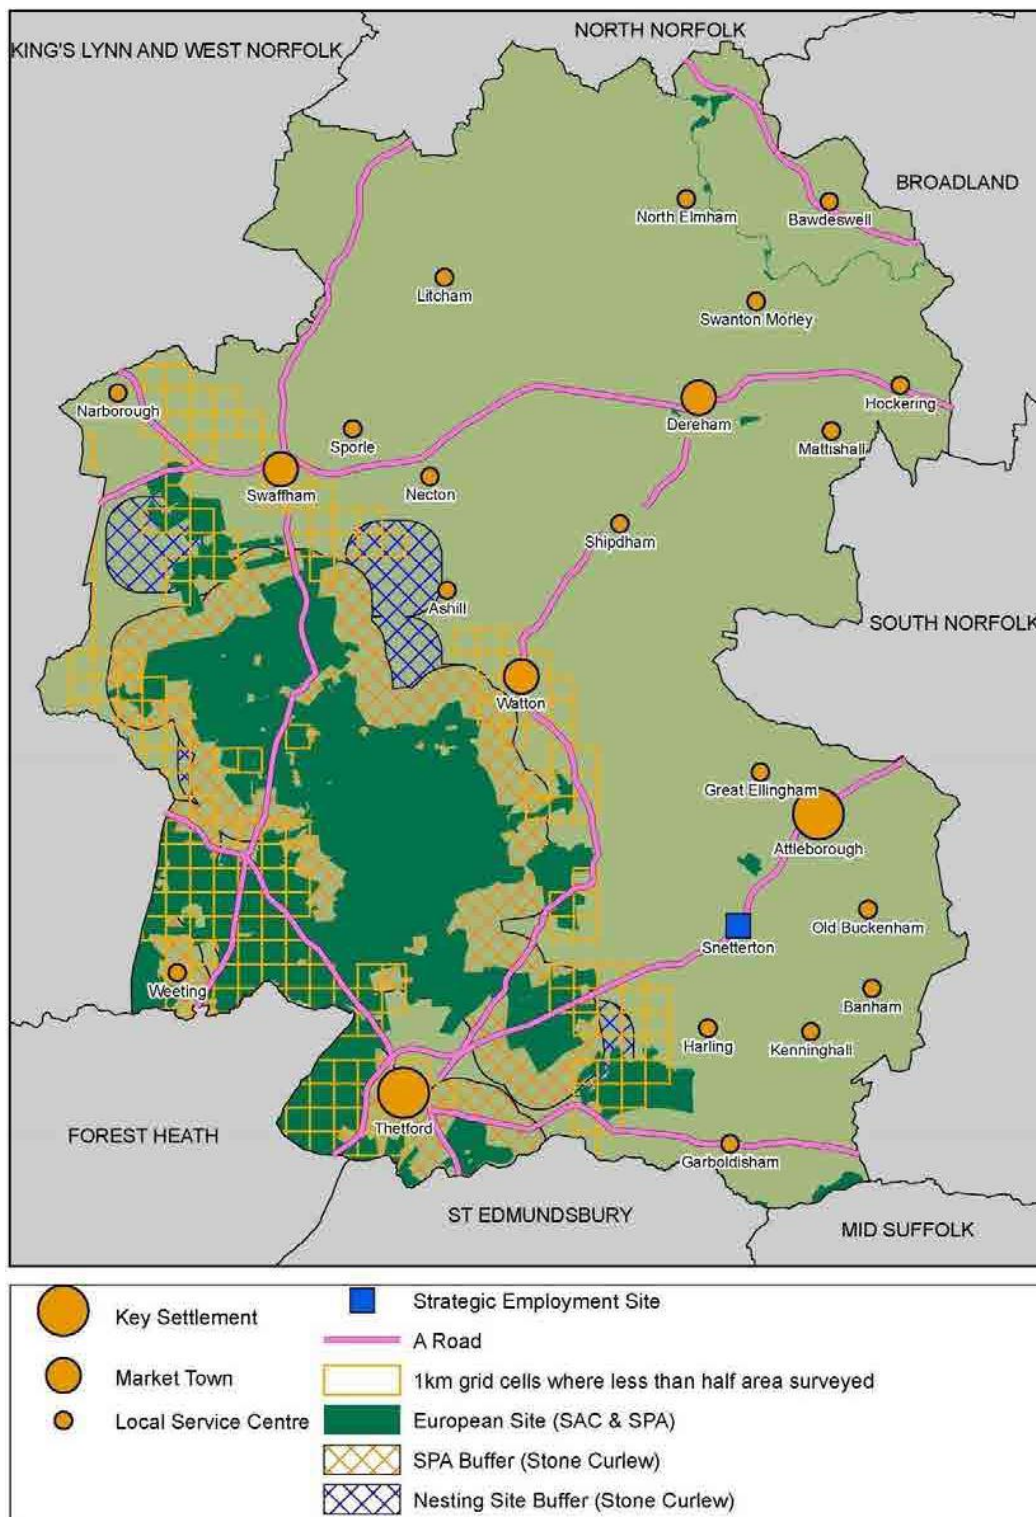 NORTH NORFOLK
KING'S LYNN AND WEST NORFOLK
BROADLAND
North Elmham
Bawdeswell
Litcham
Swanton Morley
Narborough
Dereham
Hockering
Sporle
Mattishall
Swaffham
Necton
Shipdham
Ashill
SOUTH NORFOLK
Watton
Great Ellingham
Attleborough
Old Buckenham
Snetterton
Weeting
Banham
Harling
Kenninghall
Thetford
FOREST HEATH
Garboldisham
ST EDMUNDSBURY
MID SUFFOLK
Key Settlement
Market Town
Local Service Centre
Strategic Employment Site
A Road
1km grid cells where less than half area surveyed
European Site (SAC & SPA)
SPA Buffer (Stone Curlew)
Nesting Site Buffer (Stone Curlew)